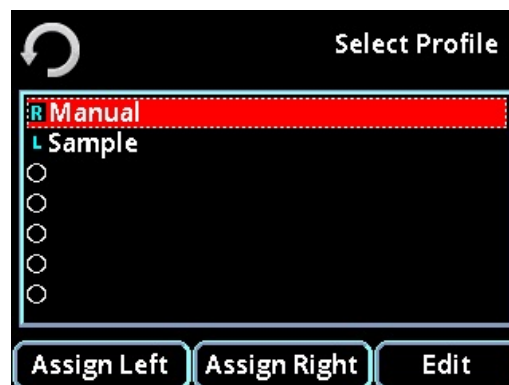 Select Profile
R Manual
L Sample
Assign Left Assign Right Edit